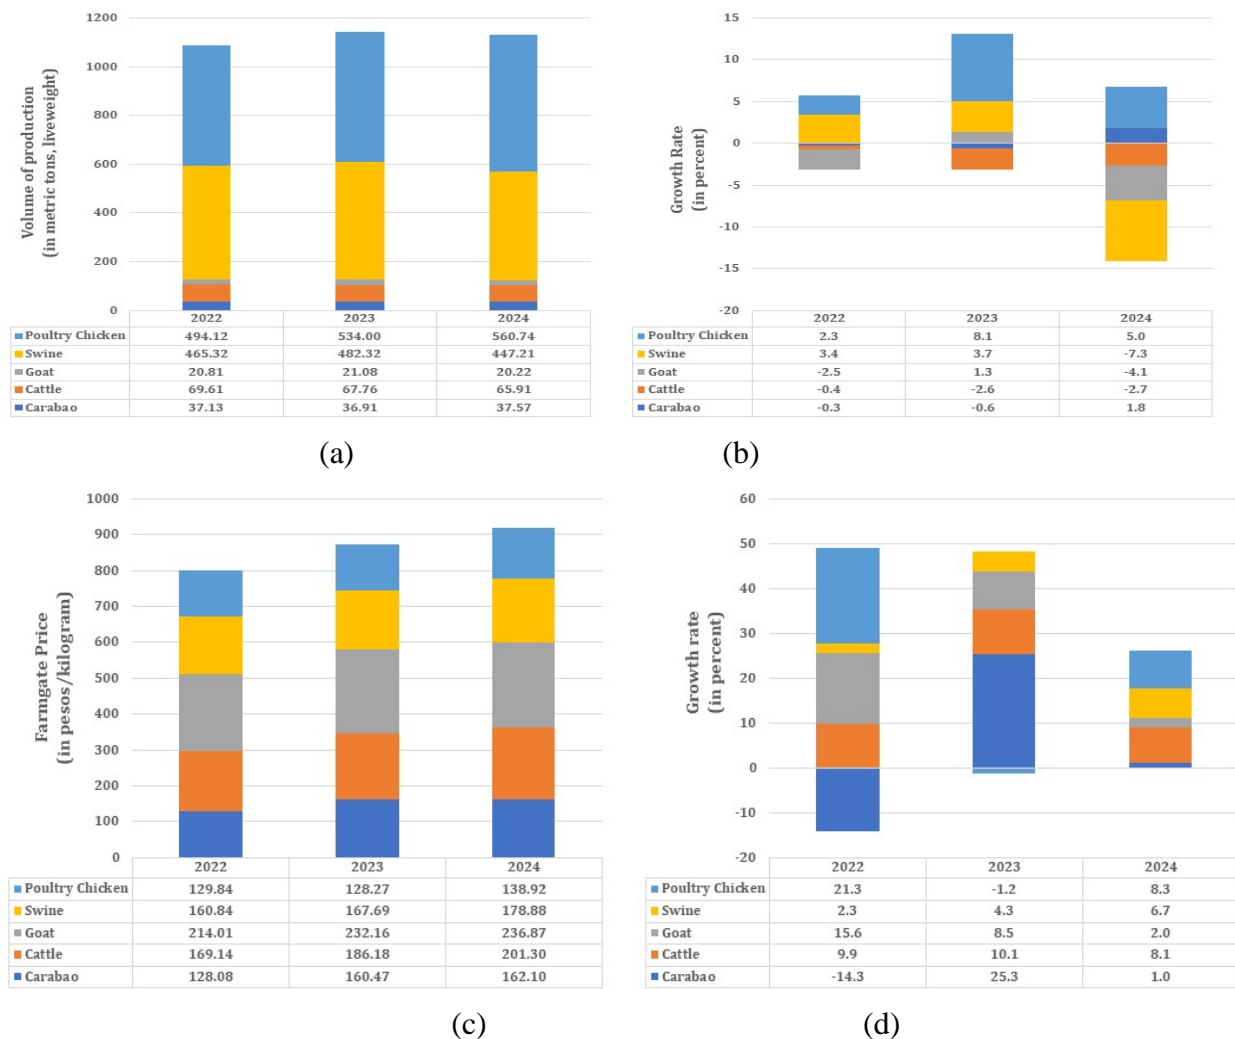 1200
1000
800
600
400
200
0
Volume of production
(in metric tons, liveweight)
2022 2023 2024
Poultry Chicken 494.12 534.00 560.74
Swine 465.32 482.32 447.21
Goat 20.81 21.08 20.22
Cattle 69.61 67.76 65.91
Carabao 37.13 36.91 37.57
(a)
15
10
5
0
-5
-10
-15
-20
Growth Rate
(in percent)
2022 2023 2024
Poultry Chicken 2.3 8.1 5.0
Swine 3.4 3.7 -7.3
Goat -2.5 1.3 -4.1
Cattle -0.4 -2.6 -2.7
Carabao -0.3 -0.6 1.8
(b)
1000
900
800
700
600
500
400
300
200
100
0
Farmgate Price
(in pesos/kilogram)
2022 2023 2024
Poultry Chicken 129.84 128.27 138.92
Swine 160.84 167.69 178.88
Goat 214.01 232.16 236.87
Cattle 169.14 186.18 201.30
Carabao 128.08 160.47 162.10
(c)
60
50
40
30
20
10
0
-10
-20
Growth rate
(in percent)
2022 2023 2024
Poultry Chicken 21.3 -1.2 8.3
Swine 2.3 4.3 6.7
Goat 15.6 8.5 2.0
Cattle 9.9 10.1 8.1
Carabao -14.3 25.3 1.0
(d)